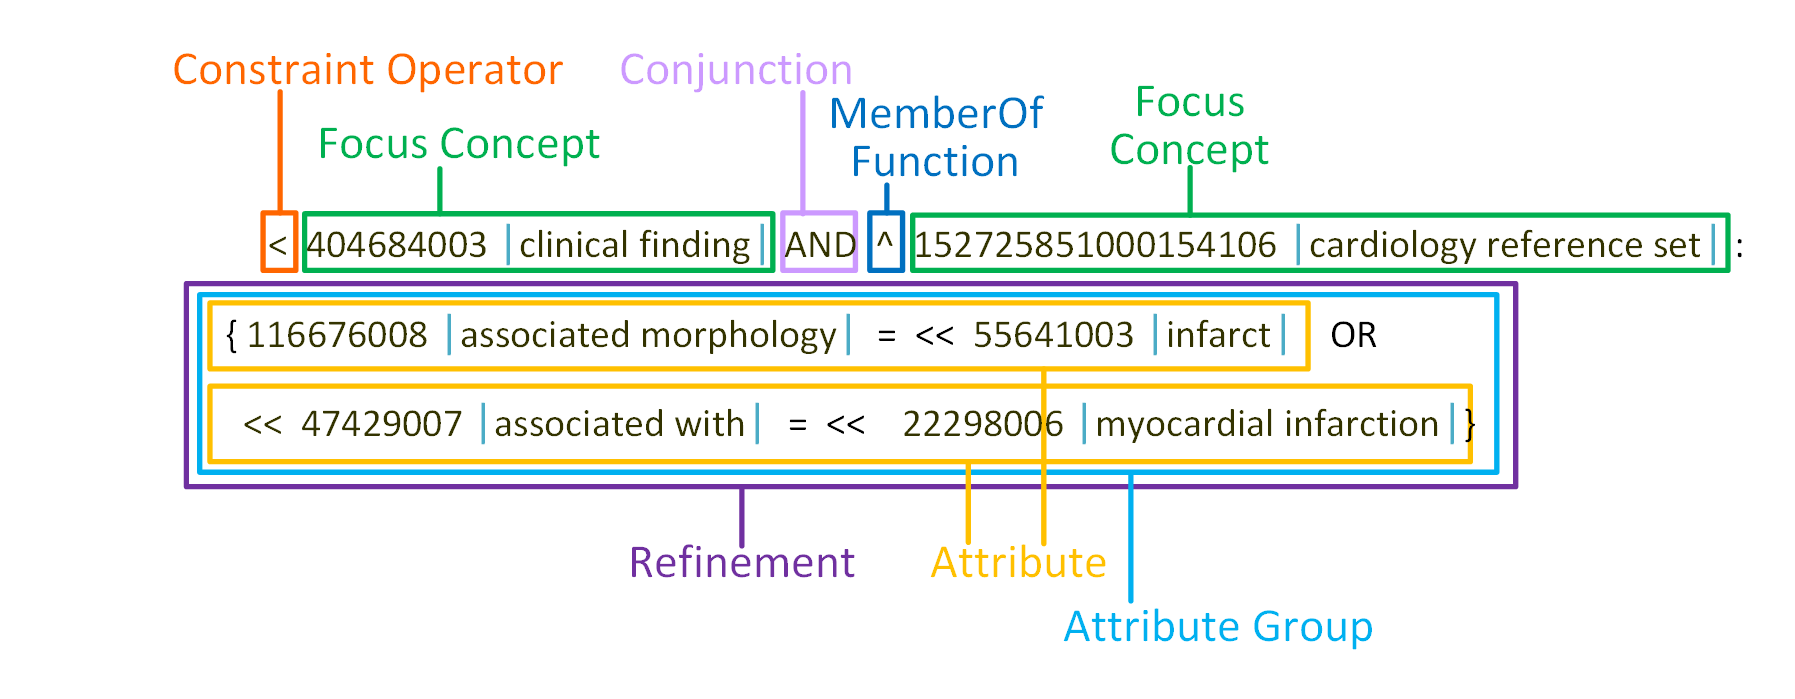 Constraint Operator
Conjunction
Focus Concept
MemberOf
Function
Focus
Concept
< 404684003 |clinical finding| AND ^ 152725851000154106 |cardiology reference set| :
{ 116676008 |associated morphology| = << 55641003 |infarct| OR
<< 47429007 |associated with| = << 22298006 |myocardial infarction| }
Refinement
Attribute
Attribute Group